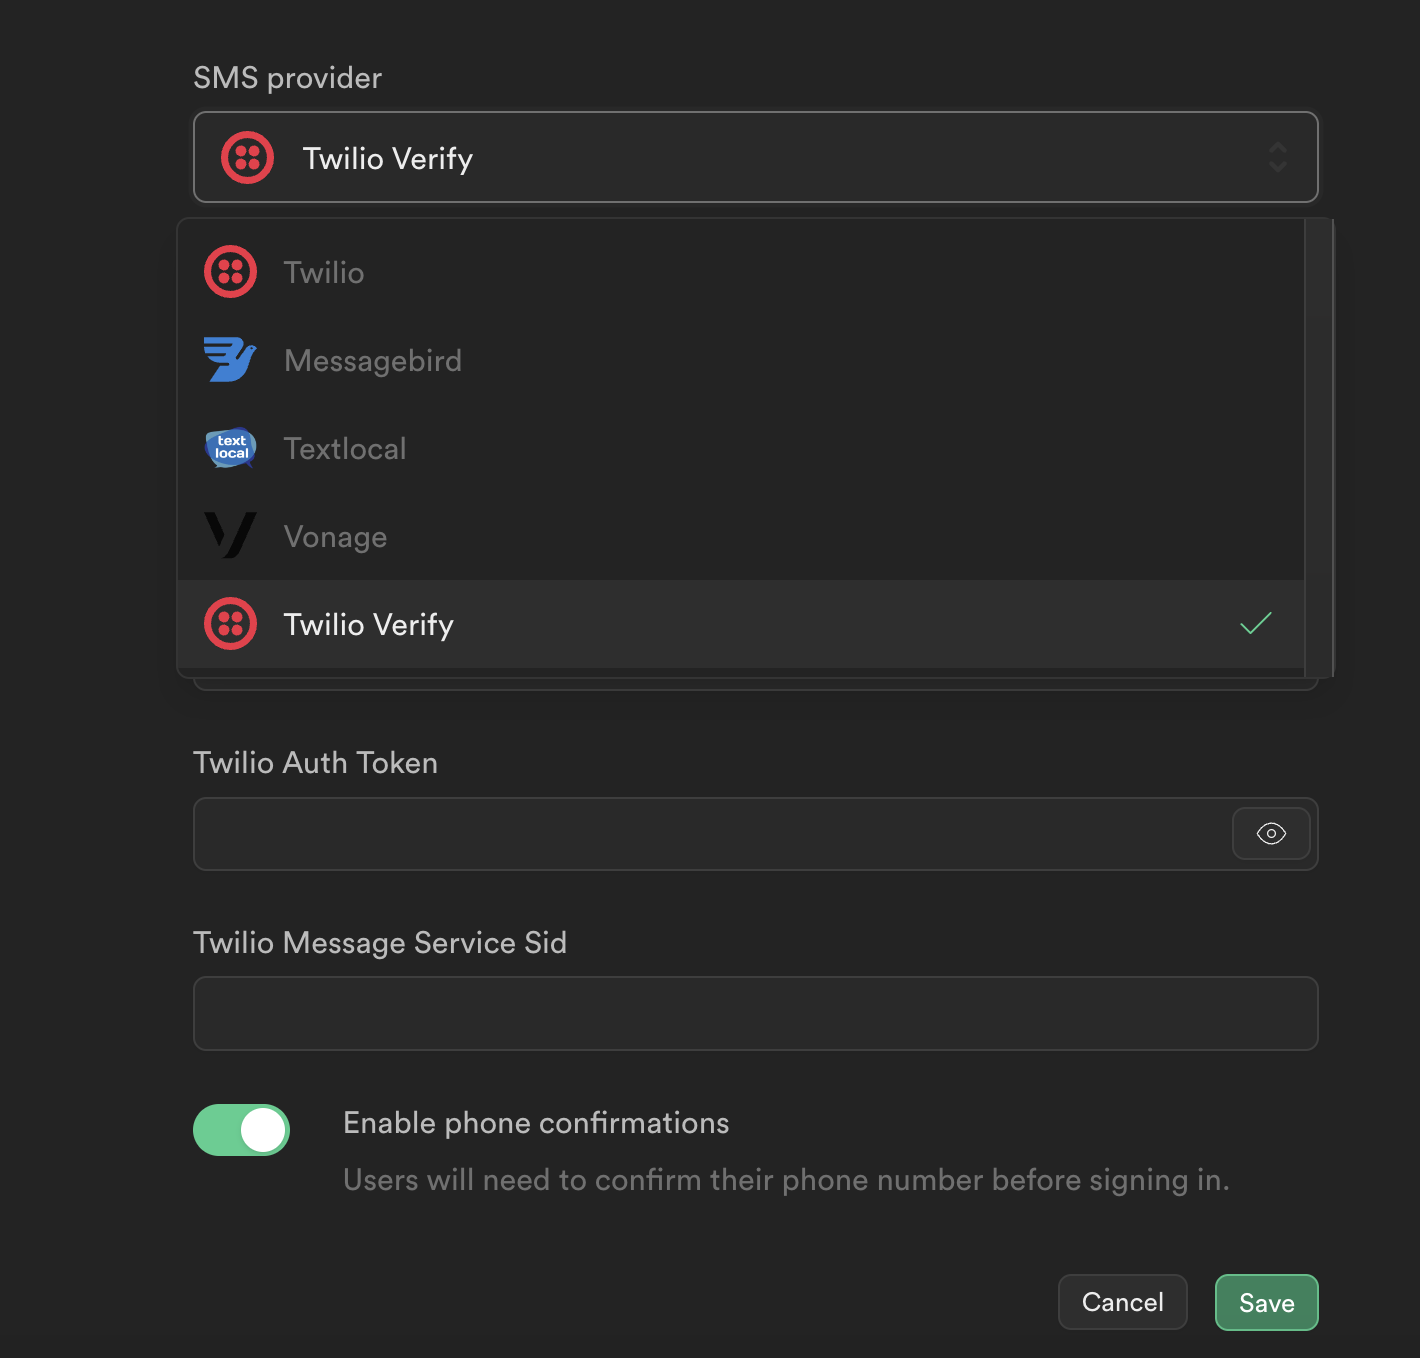 SMS provider
Twilio Verify
Twilio
Messagebird
text
local
Textlocal
Vonage
Twilio Verify
Twilio Auth Token
Twilio Message Service Sid
Enable phone confirmations
Users will need to confirm their phone number before signing in.
Cancel
Save